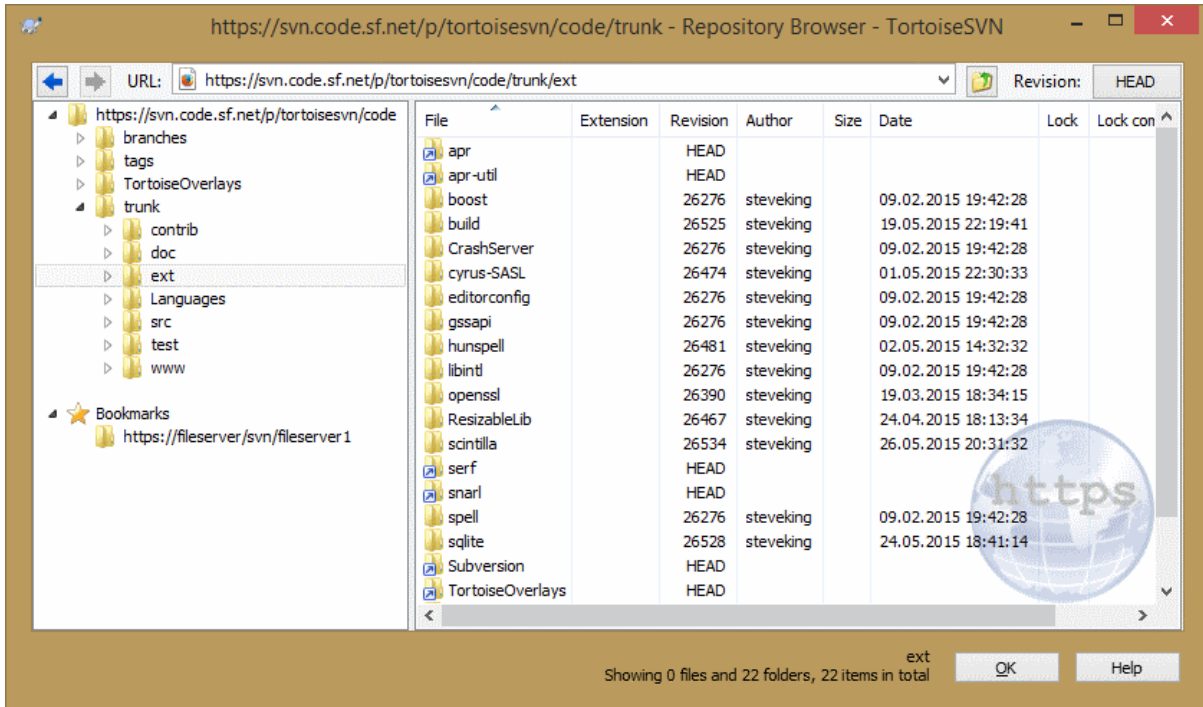 https://svn.code.sf.net/p/tortoisesvn/code/trunk - Repository Browser - TortoiseSVN
URL: https://svn.code.sf.net/p/tortoisesvn/code/trunk/ext Revision: HEAD
https://svn.code.sf.net/p/tortoisesvn/code
branches
tags
TortoiseOverlays
trunk
contrib
doc
ext
Languages
src
test
www
Bookmarks
https://fileserver/svn/fileserver1
File Extension Revision Author Size Date Lock Lock com
apr HEAD
apr-util HEAD
boost 26276 steveking 09.02.2015 19:42:28
build 26525 steveking 19.05.2015 22:19:41
CrashServer 26276 steveking 09.02.2015 19:42:28
cyrus-SASL 26474 steveking 01.05.2015 22:30:33
editorconfig 26276 steveking 09.02.2015 19:42:28
gssapi 26276 steveking 09.02.2015 19:42:28
hunspell 26481 steveking 02.05.2015 14:32:32
libintl 26276 steveking 09.02.2015 19:42:28
openssl 26390 steveking 19.03.2015 18:34:15
ResizableLib 26467 steveking 24.04.2015 18:13:34
scintilla 26534 steveking 26.05.2015 20:31:32
serf HEAD
snarl HEAD
spell 26276 steveking 09.02.2015 19:42:28
sqlite 26528 steveking 24.05.2015 18:41:14
Subversion HEAD
TortoiseOverlays HEAD
https
ext
Showing 0 files and 22 folders, 22 items in total
OK Help